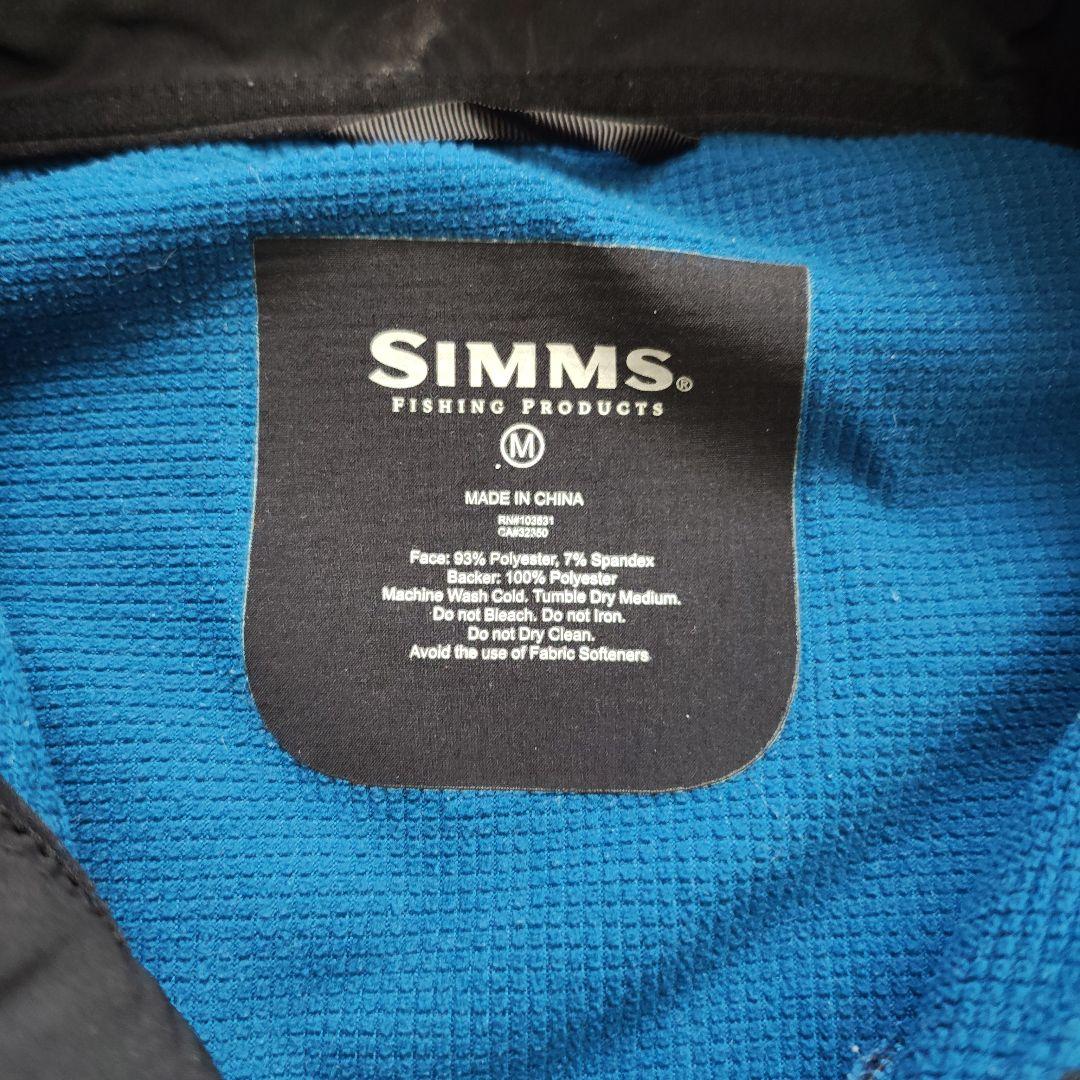 SIMMS®
FISHING PRODUCTS
M
MADE IN CHINA
RN#103631
CA#32350
Face: 93% Polyester, 7% Spandex
Backer: 100% Polyester
Machine Wash Cold. Tumble Dry Medium.
Do not Bleach. Do not Iron.
Do not Dry Clean.
Avoid the use of Fabric Softeners